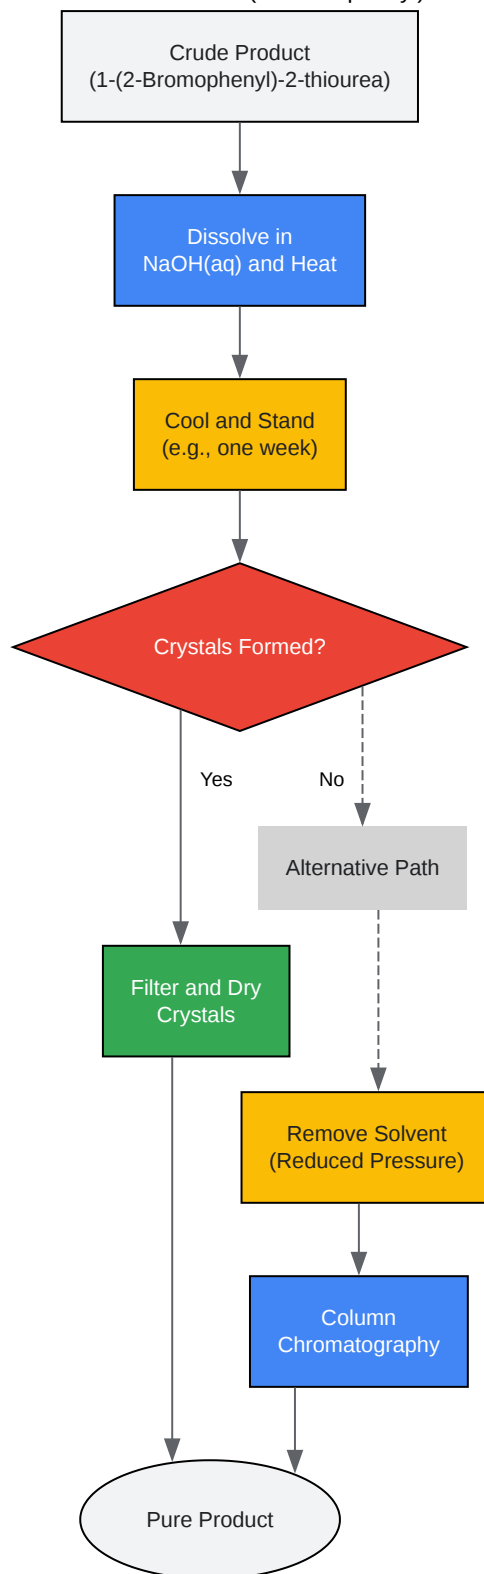 Crude Product
(1-(2-Bromophenyl)-2-thiourea)
Dissolve in
NaOH(aq) and Heat
Cool and Stand
(e.g., one week)
Crystals Formed?
Yes
No
Alternative Path
Filter and Dry
Crystals
Remove Solvent
(Reduced Pressure)
Column
Chromatography
Pure Product